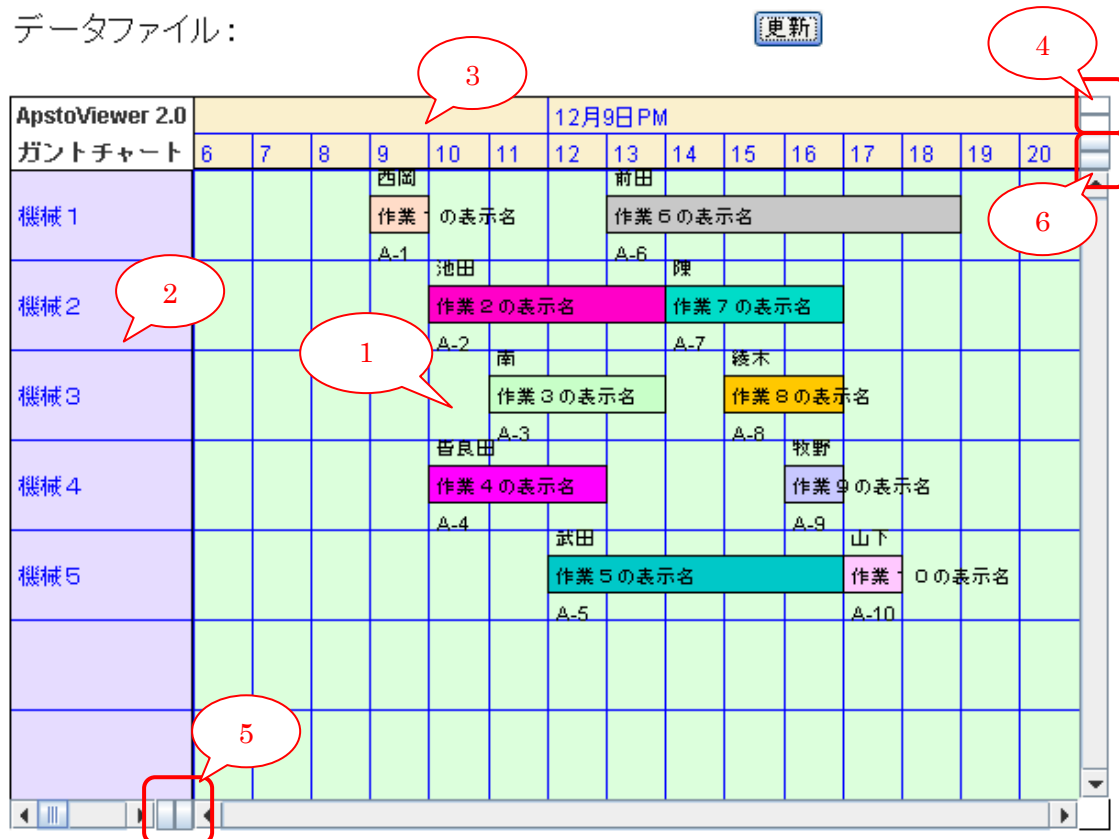 データファイル:
更新
4
3
ApstoViewer 2.0
12月9日PM
ガントチャート 6 7 8 9 10 11 12 13 14 15 16 17 18 19 20
西岡 前田
6
機械1 作業1の表示名 作業6の表示名
A-1 A-6
池田 陳
2
機械2 作業2の表示名 作業7の表示名
A-2 A-7
1
南 綾木
機械3 作業3の表示名 作業8の表示名
A-3 A-8
皆良田 牧野
機械4 作業4の表示名 作業9の表示名
A-4 A-9
武田 山下
機械5 作業5の表示名 作業10の表示名
A-5 A-10
5